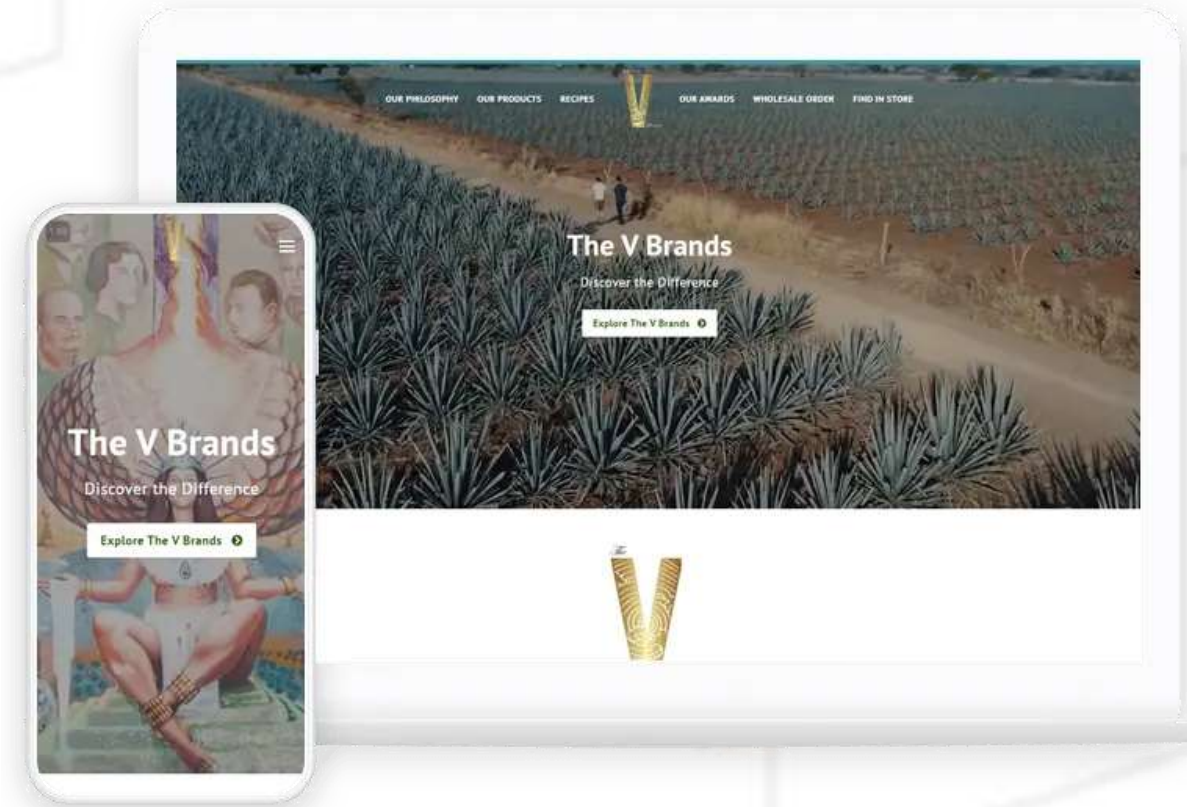 OUR PHILOSOPHY OUR PRODUCTS RECIPES V OUR AWARDS WHOLESALE ORDER FIND IN STORE
The V Brands
Discover the Difference
Explore The V Brands
V
V
The V Brands
Discover the Difference
Explore The V Brands